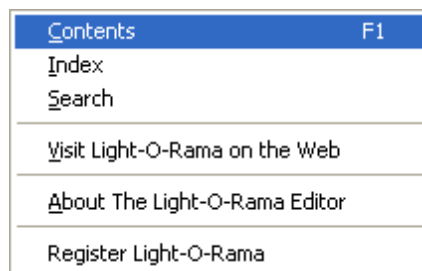 Contents F1
Index
Search
Visit Light-O-Rama on the Web
About The Light-O-Rama Editor
Register Light-O-Rama